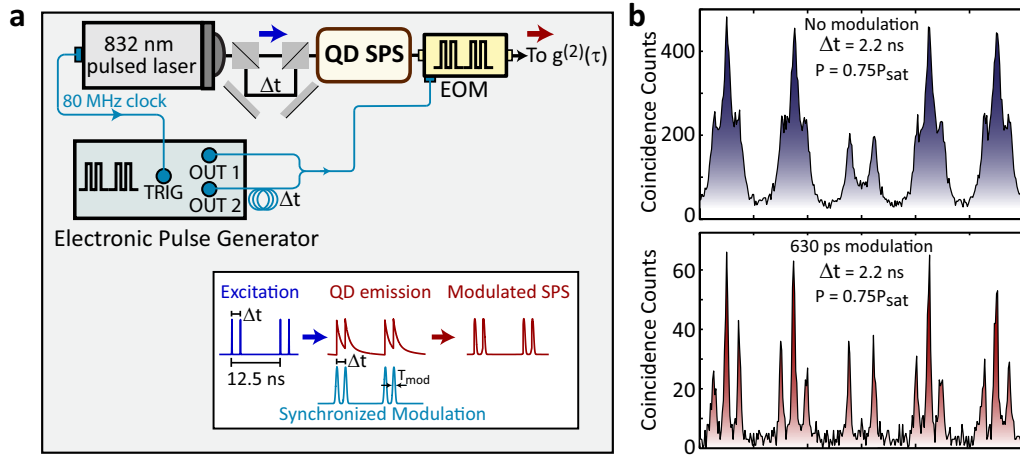 a
832 nm
pulsed laser
Δt
QD SPS
EOM
To g(2)(τ)
80 MHz clock
TRIG
OUT 1
OUT 2
Δt
Electronic Pulse Generator
Excitation
QD emission
Modulated SPS
Δt
12.5 ns
Δt
Tmod
Synchronized Modulation
b
No modulation
Δt = 2.2 ns
P = 0.75Psat
Coincidence Counts
400
200
0
630 ps modulation
Δt = 2.2 ns
P = 0.75Psat
Coincidence Counts
60
40
20
0